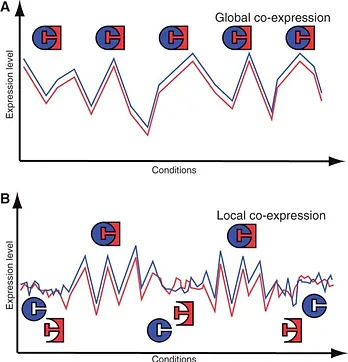 A
Global co-expression
Expression level
Conditions
B
Local co-expression
Expression level
Conditions